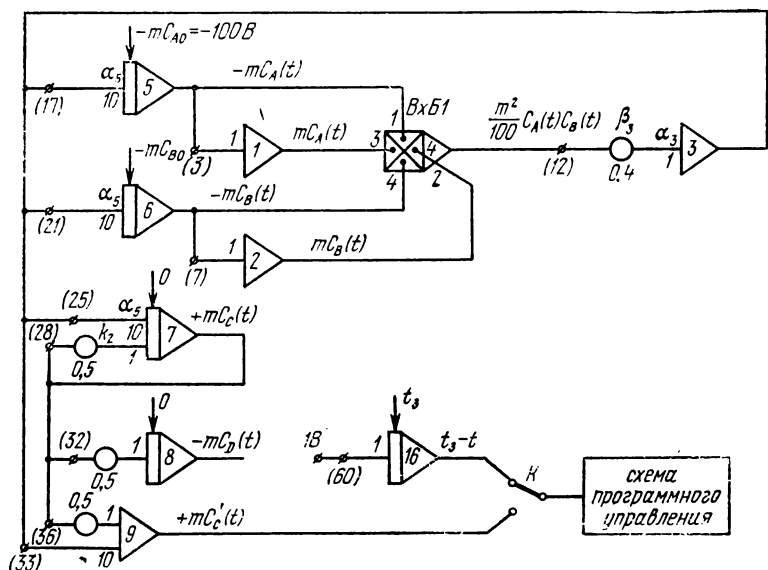 −mC_A0=−100В
α₅
10
5
−mC_A(t)
(17)
ВхБ1
1
1
1
mC_A(t)
3
4
(3)
m²/100 C_A(t)C_B(t)
β₃
α₃
(12)
0,4
1
3
−mC_B0
4
2
α₅
10
6
−mC_B(t)
(21)
1
2
mC_B(t)
(7)
0
(25)
α₅
+mC_C(t)
(28)
k₂
10
7
1
0,5
0
t₃
(32)
1
8
−mC_D(t)
1В
1
16
t₃−t
(60)
0,5
К
0,5
1
+mC'_C(t)
9
(36)
10
(33)
схема
программного
управления